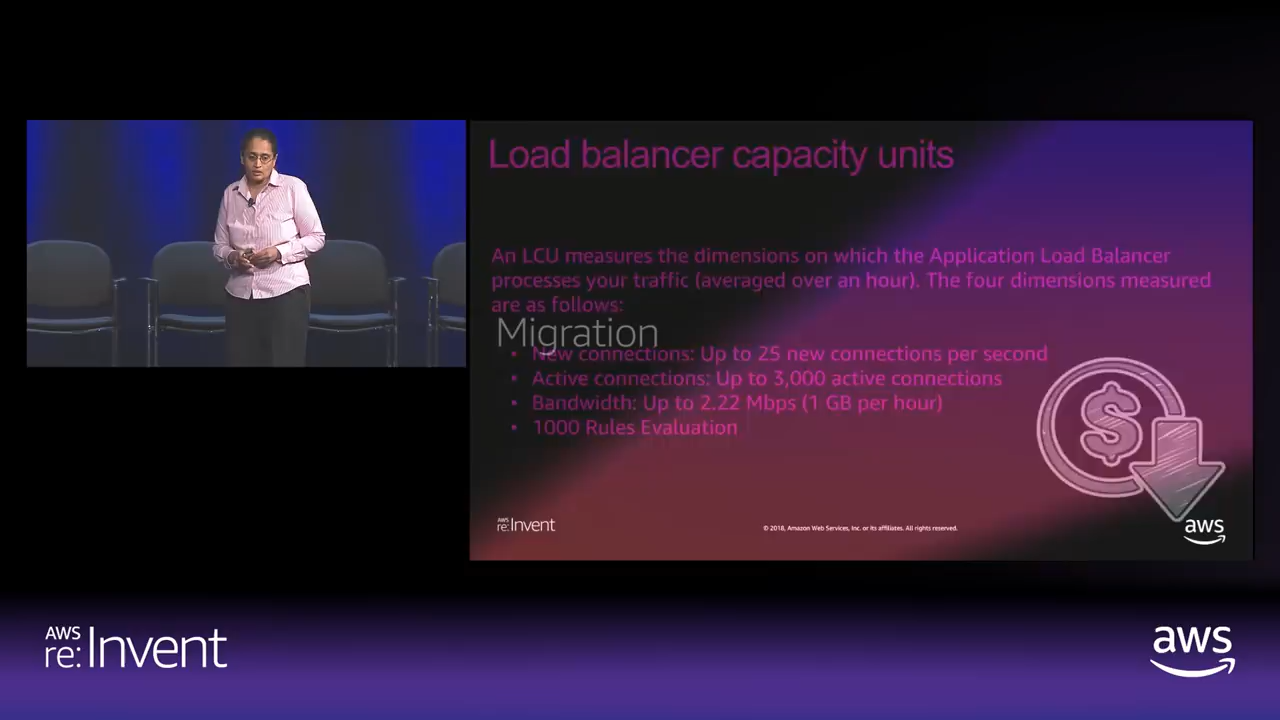 Load balancer capacity units
An LCU measures the dimensions on which the Application Load Balancer
processes your traffic (averaged over an hour). The four dimensions measured
are as follows:
Migration
• New connections: Up to 25 new connections per second
• Active connections: Up to 3,000 active connections
• Bandwidth: Up to 2.22 Mbps (1 GB per hour)
• 1000 Rules Evaluation
$
AWS
re:Invent
© 2018, Amazon Web Services, Inc. or its affiliates. All rights reserved.
aws
AWS
re:Invent
aws